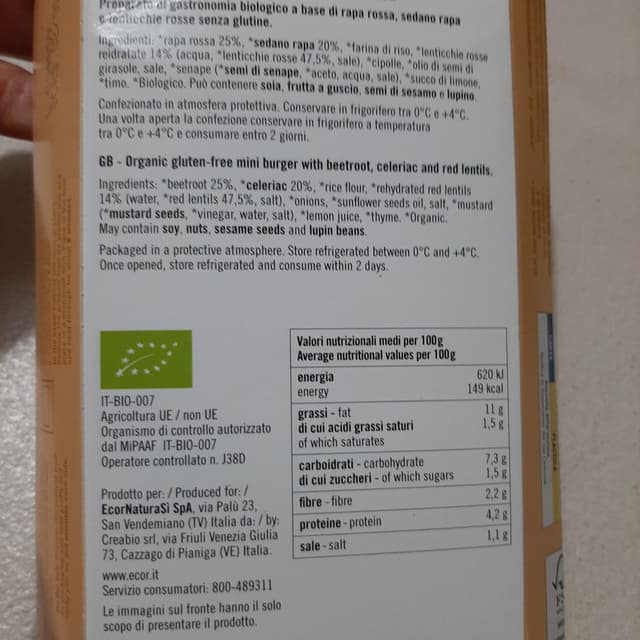 Preparato di gastronomia biologico a base di rapa rossa, sedano rapa
e lenticchie rosse senza glutine.
Ingredienti: *rapa rossa 25%, *sedano rapa 20%, *farina di riso, *lenticchie rosse
reidratate 14% (acqua, *lenticchie rosse 47,5%, sale), *cipolle, *olio di semi di
girasole, sale, *senape (*semi di senape, *aceto, acqua, sale), *succo di limone,
*timo. *Biologico. Può contenere soia, frutta a guscio, semi di sesamo e lupino.
Confezionato in atmosfera protettiva. Conservare in frigorifero tra 0°C e +4°C.
Una volta aperta la confezione conservare in frigorifero a temperatura
tra 0°C e +4°C e consumare entro 2 giorni.
GB - Organic gluten-free mini burger with beetroot, celeriac and red lentils.
Ingredients: *beetroot 25%, *celeriac 20%, *rice flour, *rehydrated red lentils
14% (water, *red lentils 47,5%, salt), *onions, *sunflower seeds oil, salt, *mustard
(*mustard seeds, *vinegar, water, salt), *lemon juice, *thyme. *Organic.
May contain soy, nuts, sesame seeds and lupin beans.
Packaged in a protective atmosphere. Store refrigerated between 0°C and +4°C.
Once opened, store refrigerated and consume within 2 days.
IT-BIO-007
Agricoltura UE / non UE
Organismo di controllo autorizzato
dal MiPAAF IT-BIO-007
Operatore controllato n. J38D
Prodotto per: / Produced for: /
EcorNaturaSì SpA, via Palù 23,
San Vendemiano (TV) Italia da: / by:
Creabio srl, via Friuli Venezia Giulia
73, Cazzago di Pianiga (VE) Italia.
www.ecor.it
Servizio consumatori: 800-489311
Le immagini sul fronte hanno il solo
scopo di presentare il prodotto.
Valori nutrizionali medi per 100g
Average nutritional values per 100g
energia 620 kJ
energy 149 kcal
grassi - fat 11 g
di cui acidi grassi saturi 1,5 g
of which saturates
carboidrati - carbohydrate 7,3 g
di cui zuccheri - of which sugars 1,5 g
fibre - fibre 2,2 g
proteine - protein 4,2 g
sale - salt 1,1 g